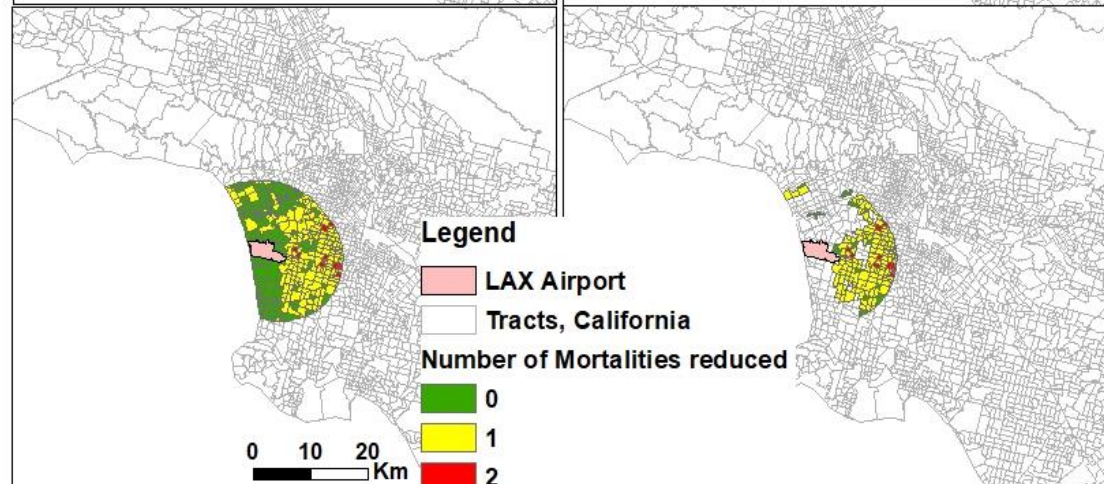 Legend
LAX Airport
Tracts, California
Number of Mortalities reduced
0
1
2
0 10 20
Km